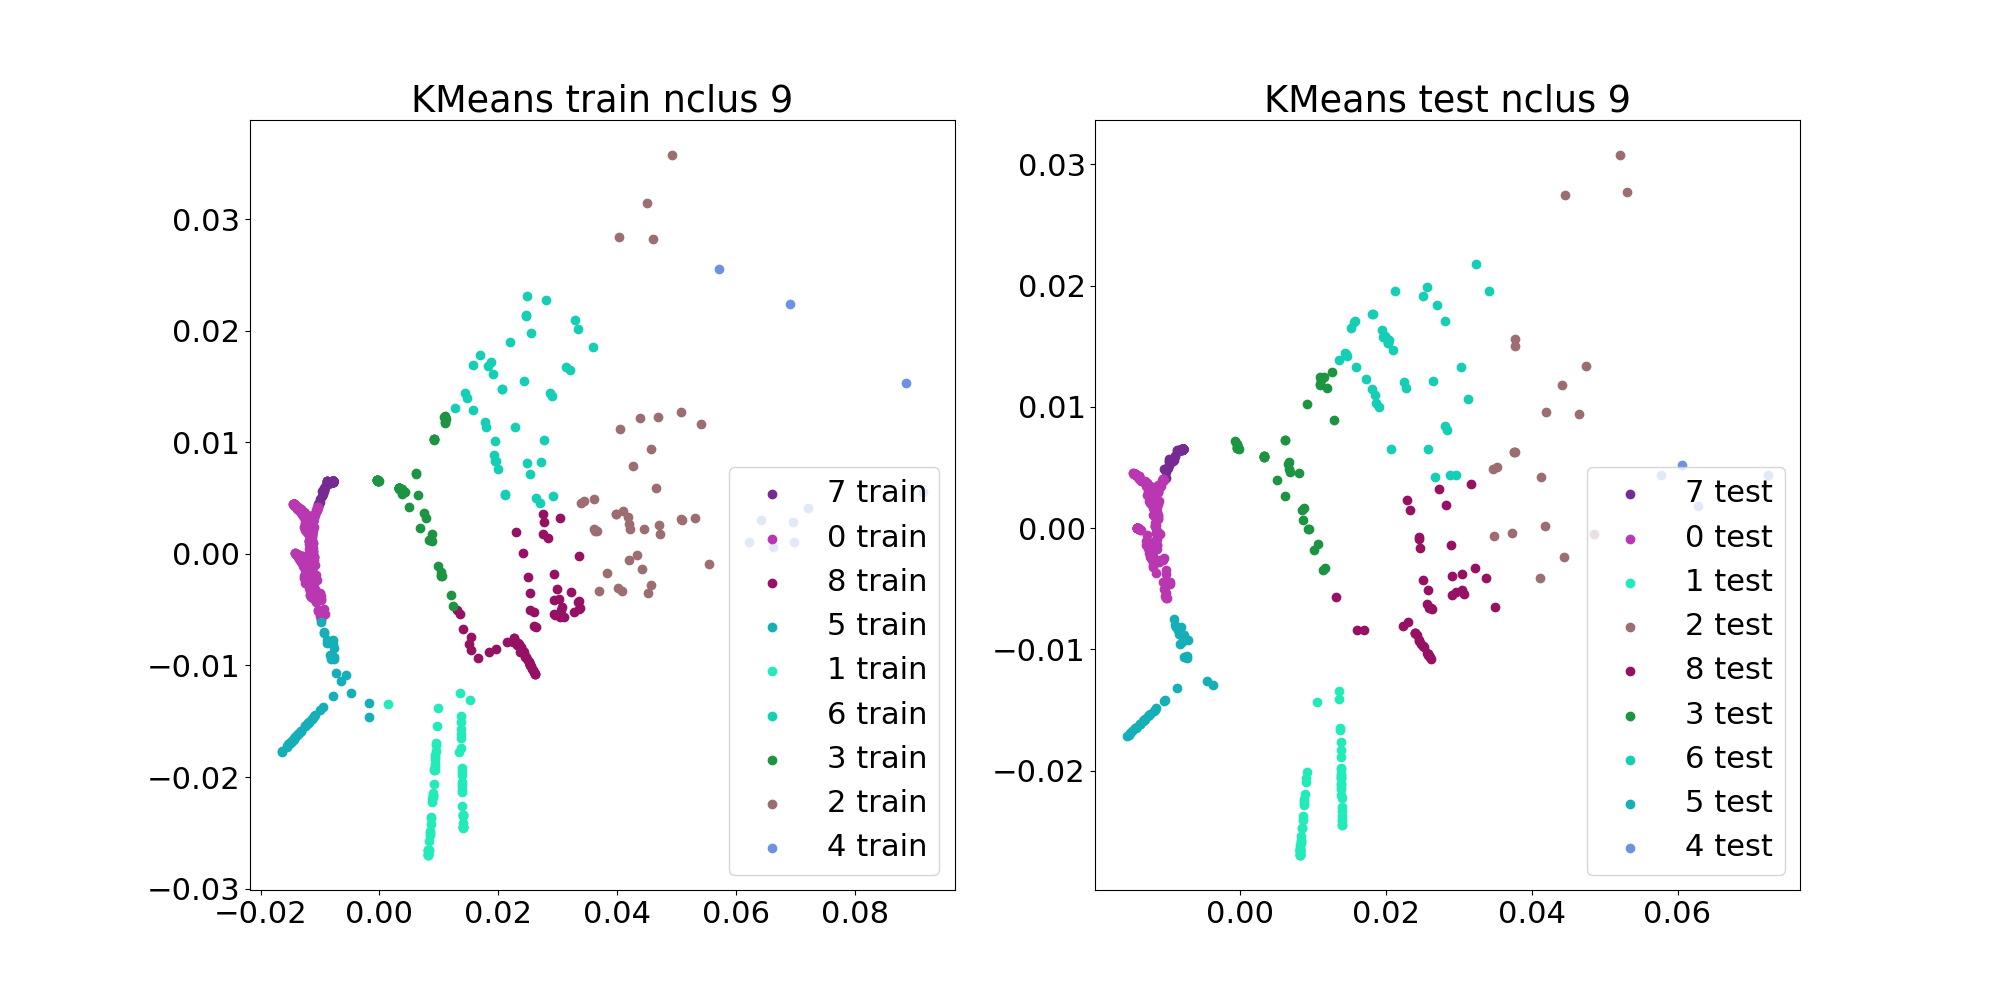 KMeans train nclus 9
0.03
0.02
0.01
0.00
−0.01
−0.02
−0.03
−0.02 0.00 0.02 0.04 0.06 0.08
7 train
0 train
8 train
5 train
1 train
6 train
3 train
2 train
4 train
KMeans test nclus 9
0.03
0.02
0.01
0.00
−0.01
−0.02
0.00 0.02 0.04 0.06
7 test
0 test
1 test
2 test
8 test
3 test
6 test
5 test
4 test